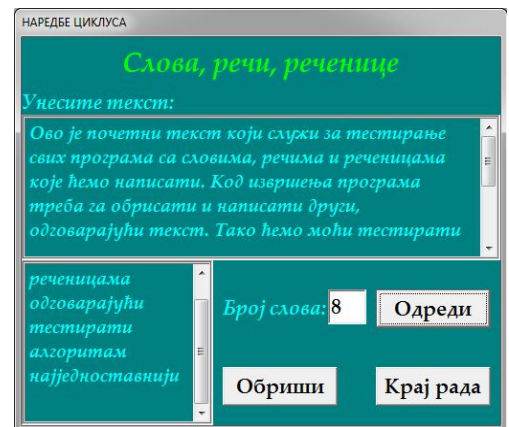 НАРЕДБЕ ЦИКЛУСА
Слова, речи, реченице
Унесите текст:
Ово је почетни текст који служи за тестирање
свих програма са словима, речима и реченицама
које ћемо написати. Код извршења програма
треба га обрисати и написати други,
одговарајући текст. Тако ћемо моћи тестирати
реченицама
одговарајући
тестирати
алгоритам
најједноставнији
Број слова: 8
Одреди
Обриши
Крај рада